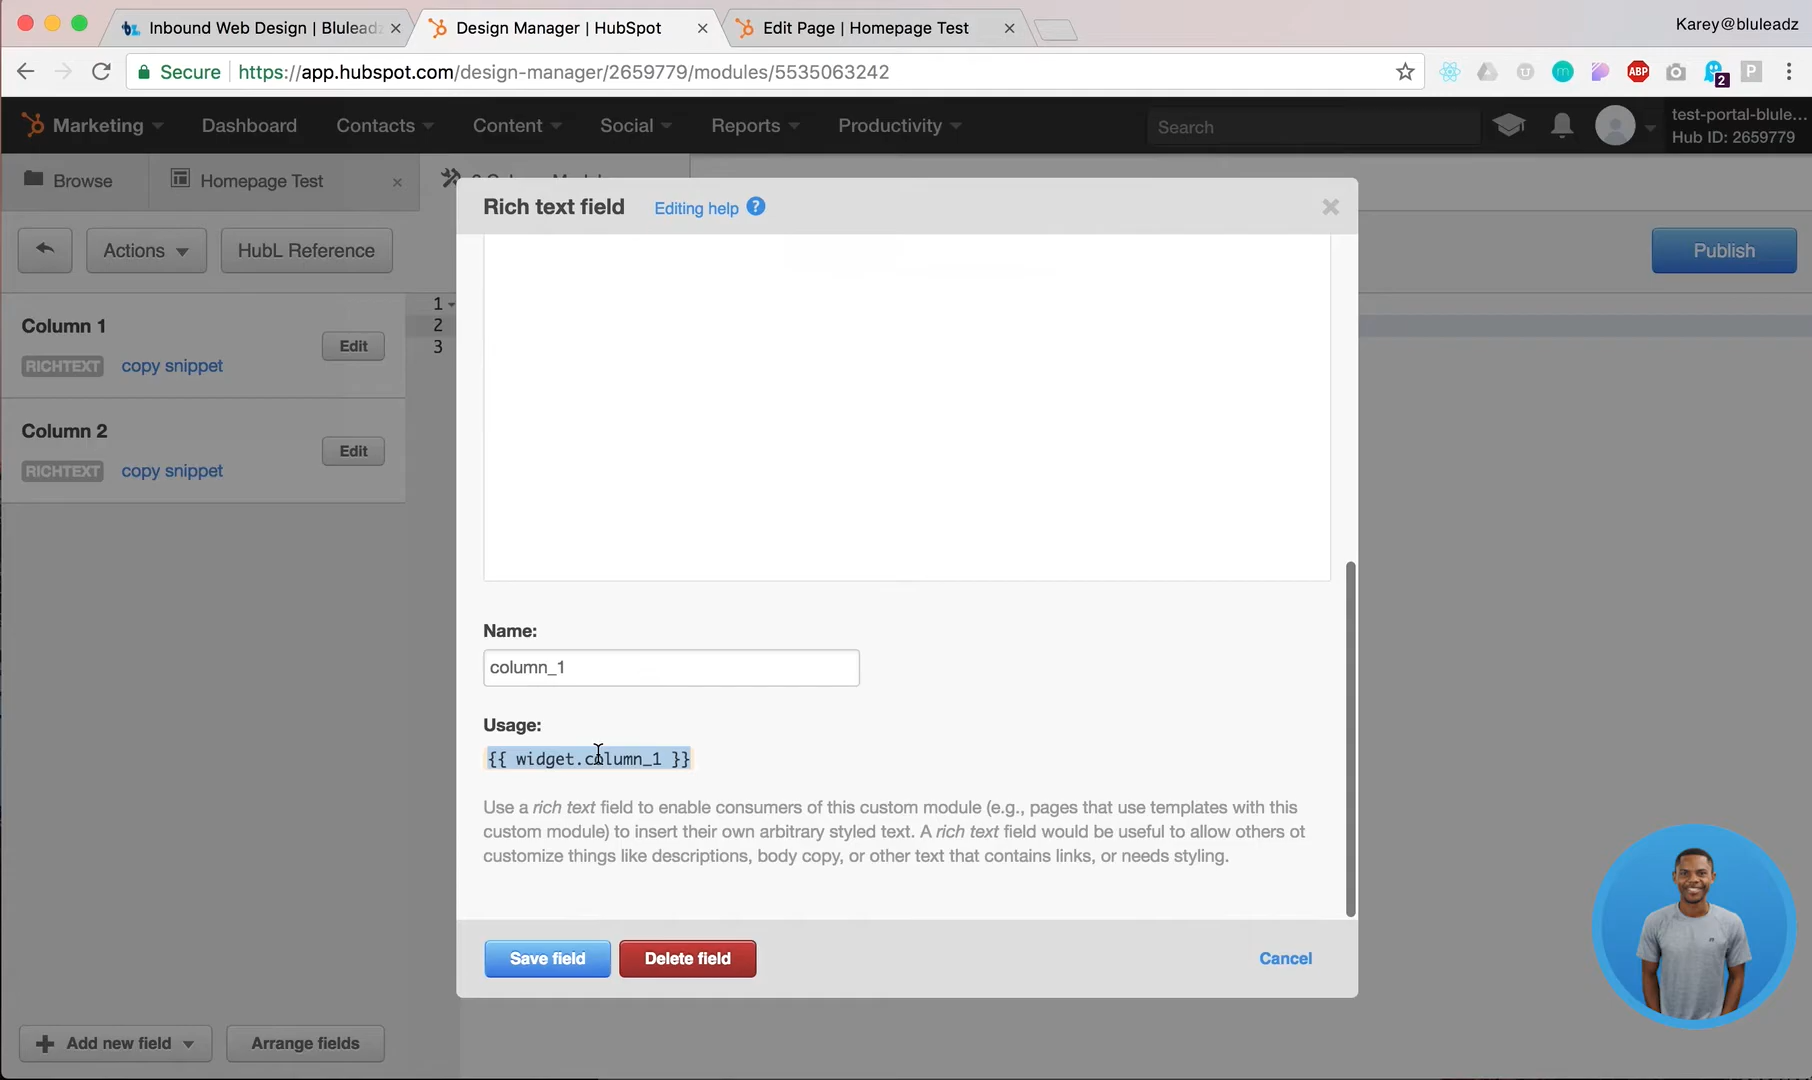 Inbound Web Design | Bluleadz
Design Manager | HubSpot
Edit Page | Homepage Test
Karey@bluleadz
Secure
https://app.hubspot.com/design-manager/2659779/modules/5535063242
ABP
2
P
Marketing
Dashboard
Contacts
Content
Social
Reports
Productivity
Search
test-portal-blule...
Hub ID: 2659779
Browse
Homepage Test
Rich text field
Editing help ?
Actions
HubL Reference
Publish
Column 1
Edit
RICHTEXT copy snippet
Column 2
Edit
RICHTEXT copy snippet
1
2
3
Name:
column_1
Usage:
{{ widget.column_1 }}
Use a rich text field to enable consumers of this custom module (e.g., pages that use templates with this
custom module) to insert their own arbitrary styled text. A rich text field would be useful to allow others ot
customize things like descriptions, body copy, or other text that contains links, or needs styling.
Save field
Delete field
Cancel
Add new field
Arrange fields